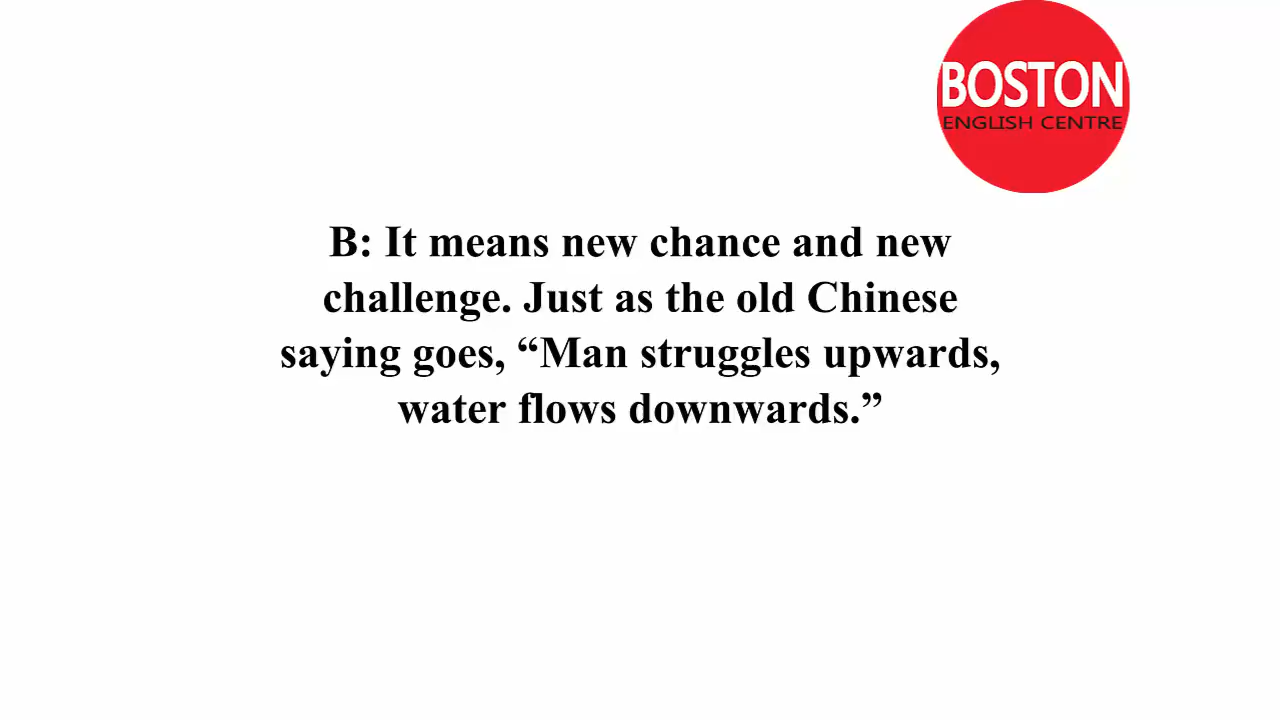 BOSTON
ENGLISH CENTRE
B: It means new chance and new
challenge. Just as the old Chinese
saying goes, “Man struggles upwards,
water flows downwards.”